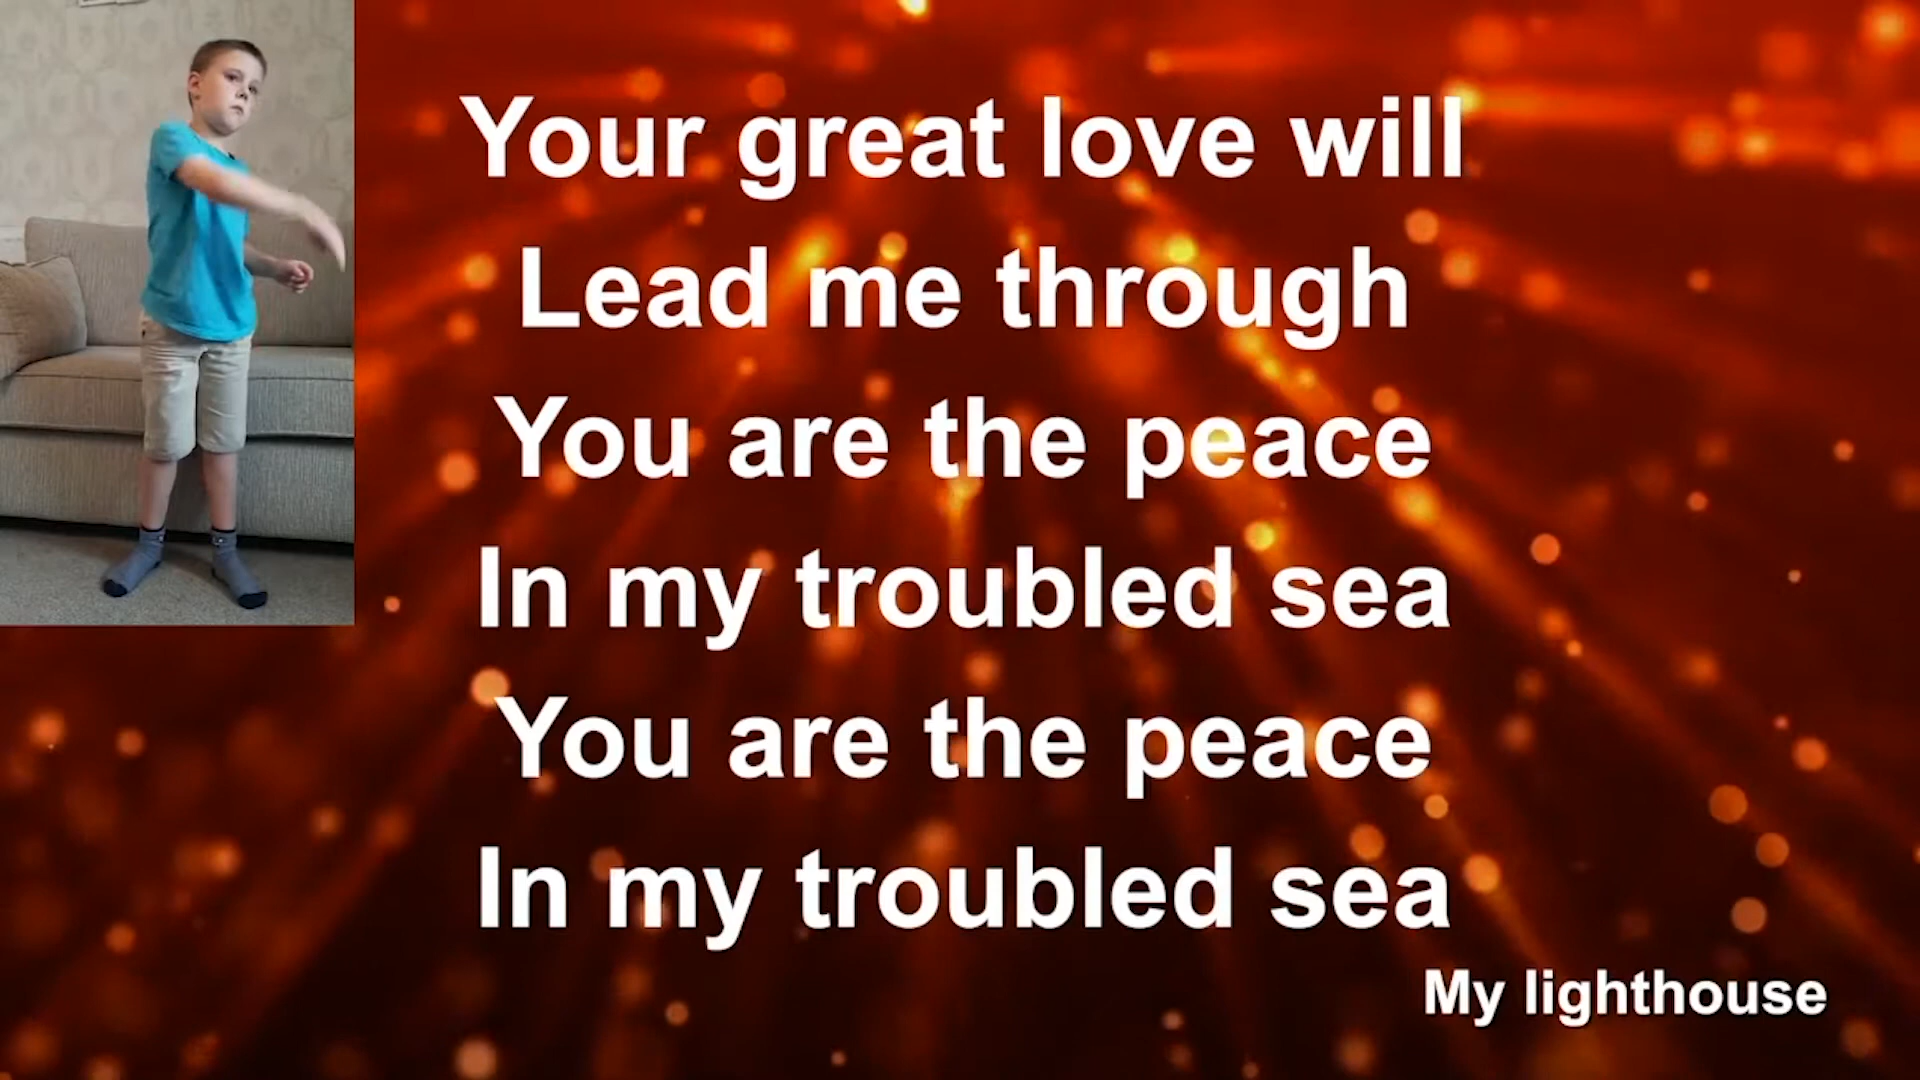 Your great love will
Lead me through
You are the peace
In my troubled sea
You are the peace
In my troubled sea
My lighthouse